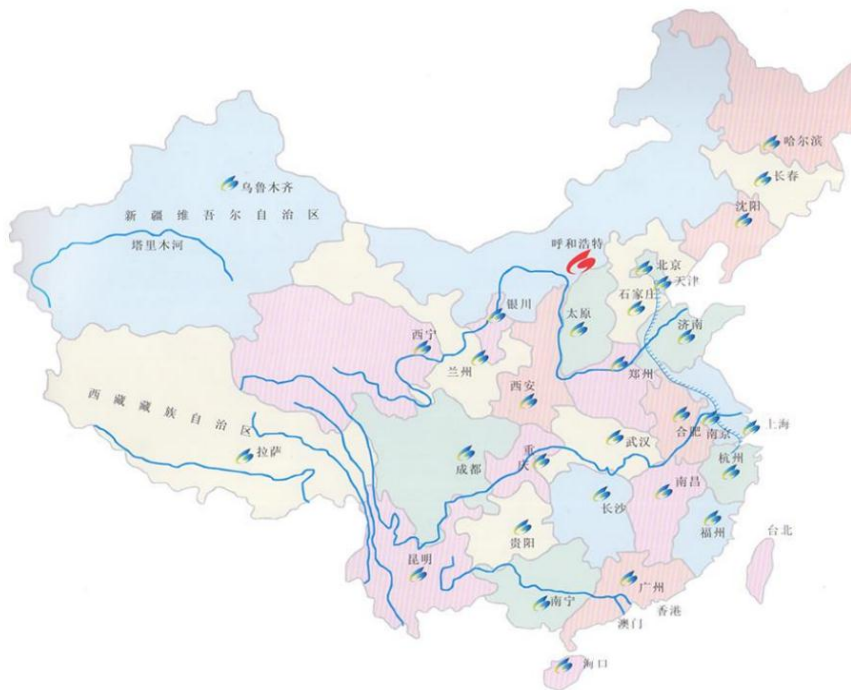 哈尔滨
长春
乌鲁木齐
沈阳
新疆维吾尔自治区
塔里木河
呼和浩特
北京
天津
石家庄
银川
太原
济南
西宁
兰州
郑州
西安
西藏藏族自治区
合肥
南京
上海
武汉
拉萨
成都
重庆
杭州
南昌
长沙
福州
贵阳
台北
昆明
广州
南宁
香港
澳门
海口